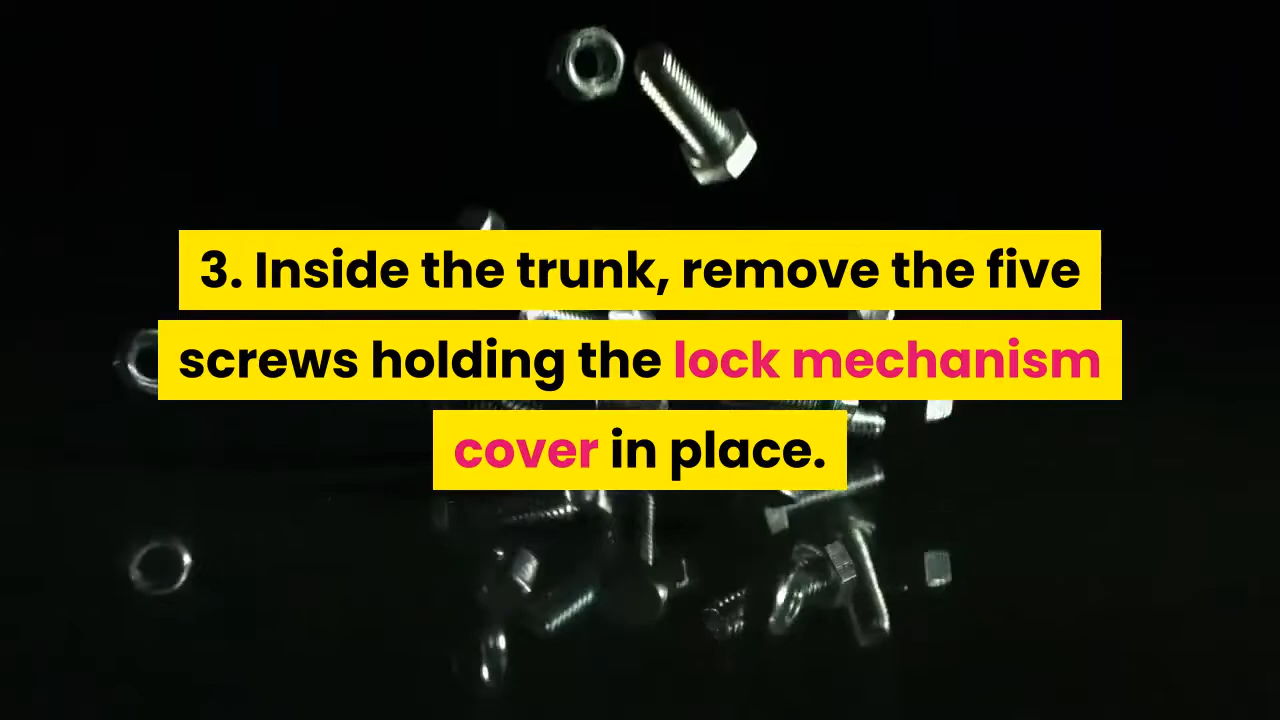 3. Inside the trunk, remove the five
screws holding the lock mechanism
cover in place.